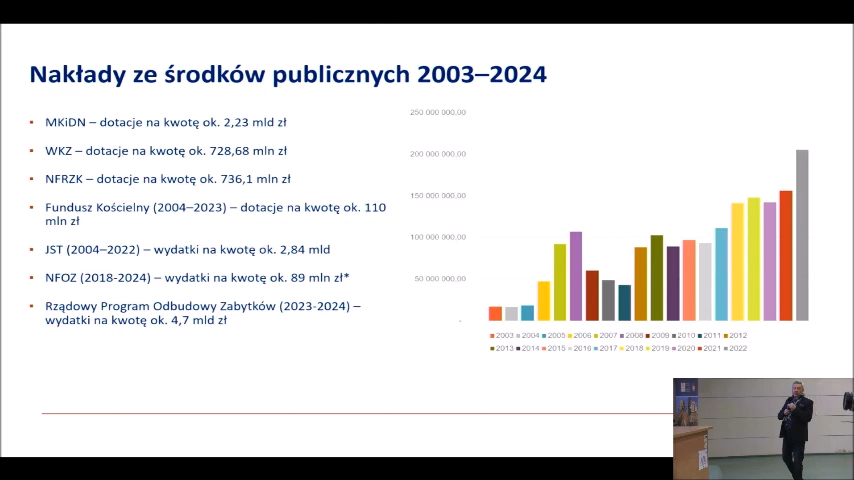 Nakłady ze środków publicznych 2003–2024
▪ MKiDN – dotacje na kwotę ok. 2,23 mld zł
▪ WKZ – dotacje na kwotę ok. 728,68 mln zł
▪ NFRZK – dotacje na kwotę ok. 736,1 mln zł
▪ Fundusz Kościelny (2004–2023) – dotacje na kwotę ok. 110
mln zł
▪ JST (2004–2022) – wydatki na kwotę ok. 2,84 mld
▪ NFOZ (2018-2024) – wydatki na kwotę ok. 89 mln zł*
▪ Rządowy Program Odbudowy Zabytków (2023-2024) –
wydatki na kwotę ok. 4,7 mld zł
250 000 000,00
200 000 000,00
150 000 000,00
100 000 000,00
50 000 000,00
-
2003 2004 2005 2006 2007 2008 2009 2010 2011 2012
2013 2014 2015 2016 2017 2018 2019 2020 2021 2022